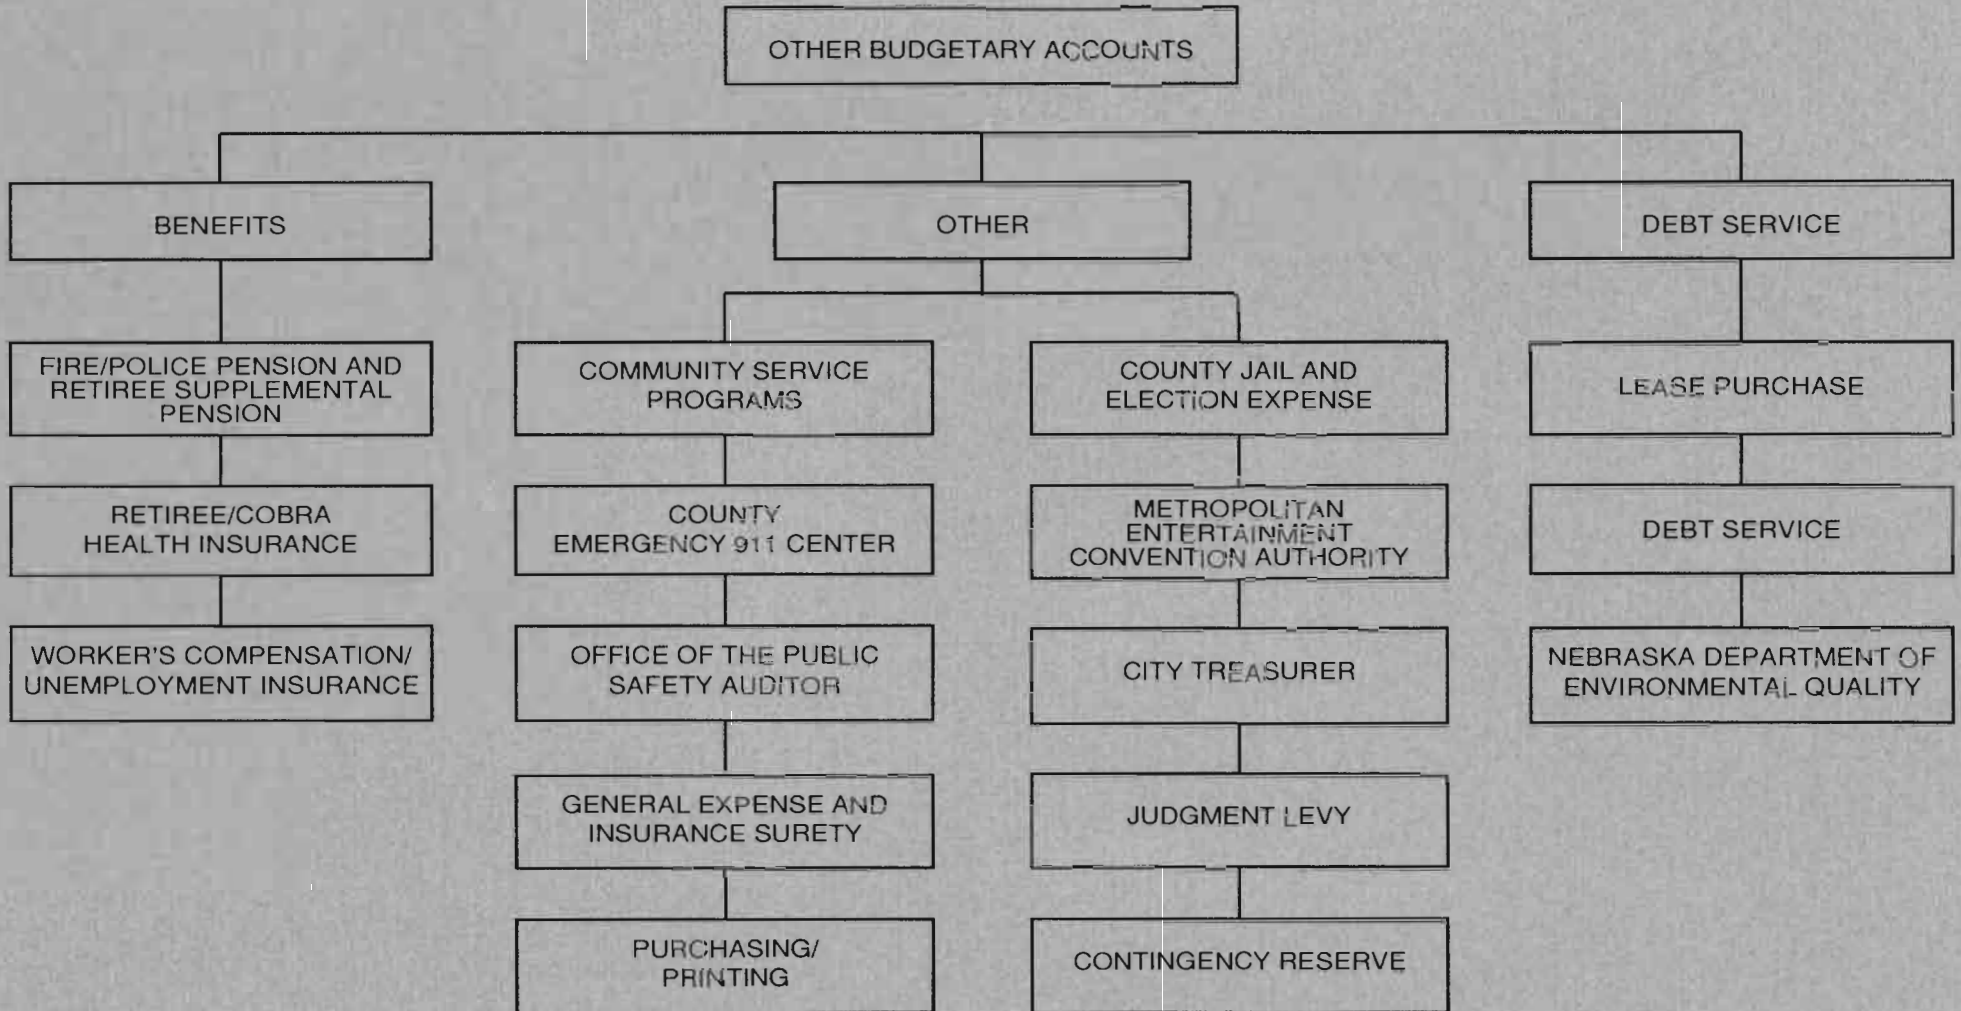 OTHER BUDGETARY ACCOUNTS
BENEFITS
OTHER
DEBT SERVICE
FIRE/POLICE PENSION AND
RETIREE SUPPLEMENTAL
PENSION
COMMUNITY SERVICE
PROGRAMS
COUNTY JAIL AND
ELECTION EXPENSE
LEASE PURCHASE
RETIREE/COBRA
HEALTH INSURANCE
COUNTY
EMERGENCY 911 CENTER
METROPOLITAN
ENTERTAINMENT
CONVENTION AUTHORITY
DEBT SERVICE
WORKER'S COMPENSATION/
UNEMPLOYMENT INSURANCE
OFFICE OF THE PUBLIC
SAFETY AUDITOR
CITY TREASURER
NEBRASKA DEPARTMENT OF
ENVIRONMENTAL QUALITY
GENERAL EXPENSE AND
INSURANCE SURETY
JUDGMENT LEVY
PURCHASING/
PRINTING
CONTINGENCY RESERVE